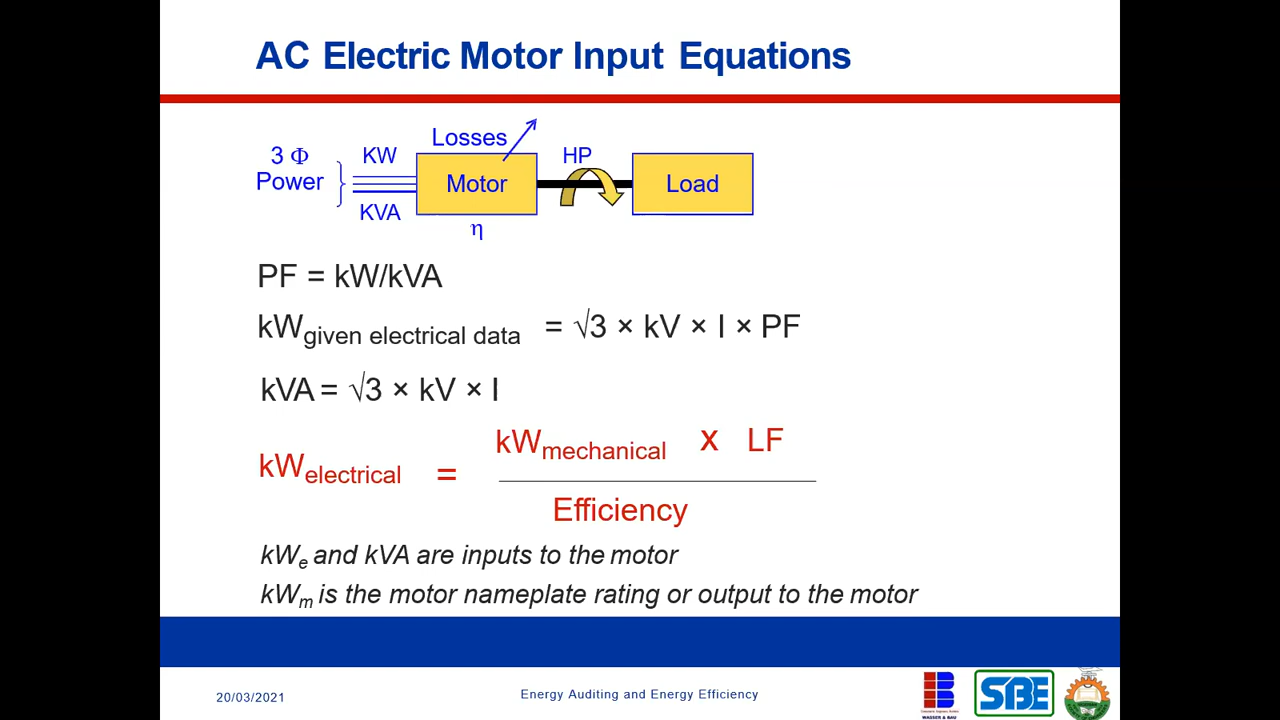 AC Electric Motor Input Equations
Losses
3 Φ
Power
KW
HP
Motor
Load
KVA
η
PF = kW/kVA
kWgiven electrical data = √3 × kV × I × PF
kVA = √3 × kV × I
kWmechanical x LF
kWelectrical =
Efficiency
kWe and kVA are inputs to the motor
kWm is the motor nameplate rating or output to the motor
20/03/2021
Energy Auditing and Energy Efficiency
WASSER & BAU
SBE